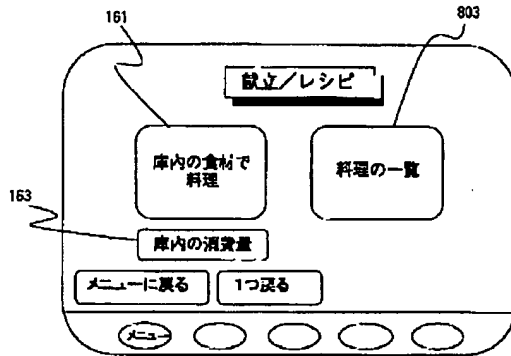 161
803
献立/レシピ
庫内の食材で
料理
料理の一覧
163
庫内の消費量
メニューに戻る
1つ戻る
メニュー